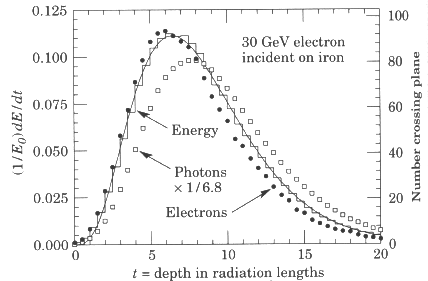 0.125
0.100
0.075
0.050
0.025
0.000
(1/E₀)dE/dt
30 GeV electron
incident on iron
Energy
Photons
× 1/6.8
Electrons
100
80
60
40
20
0
Number crossing plane
0 5 10 15 20
t = depth in radiation lengths